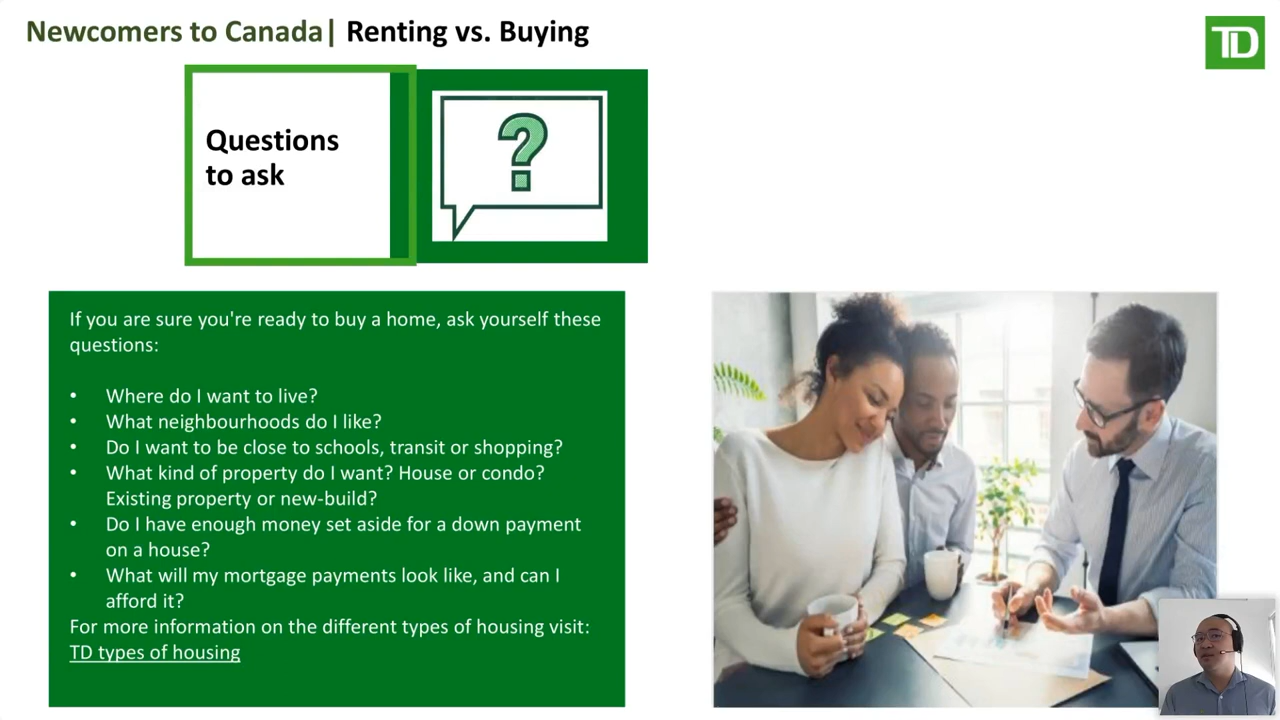 Newcomers to Canada| Renting vs. Buying
TD
Questions
to ask
?
If you are sure you're ready to buy a home, ask yourself these
questions:
• Where do I want to live?
• What neighbourhoods do I like?
• Do I want to be close to schools, transit or shopping?
• What kind of property do I want? House or condo?
Existing property or new-build?
• Do I have enough money set aside for a down payment
on a house?
• What will my mortgage payments look like, and can I
afford it?
For more information on the different types of housing visit:
TD types of housing